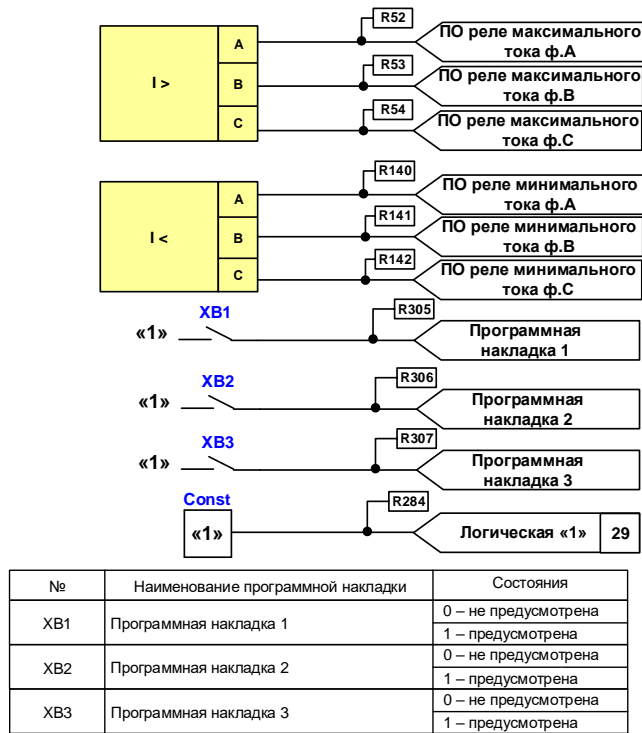 R52
I >
A
ПО реле максимального
тока ф.А
R53
B
ПО реле максимального
тока ф.В
R54
C
ПО реле максимального
тока ф.С
R140
I <
A
ПО реле минимального
тока ф.А
R141
B
ПО реле минимального
тока ф.В
R142
C
ПО реле минимального
тока ф.С
XB1
«1»
R305
Программная
накладка 1
XB2
«1»
R306
Программная
накладка 2
XB3
«1»
R307
Программная
накладка 3
Const
«1»
R284
Логическая «1» 29
№ Наименование программной накладки Состояния
XB1 Программная накладка 1 0 – не предусмотрена
1 – предусмотрена
XB2 Программная накладка 2 0 – не предусмотрена
1 – предусмотрена
XB3 Программная накладка 3 0 – не предусмотрена
1 – предусмотрена